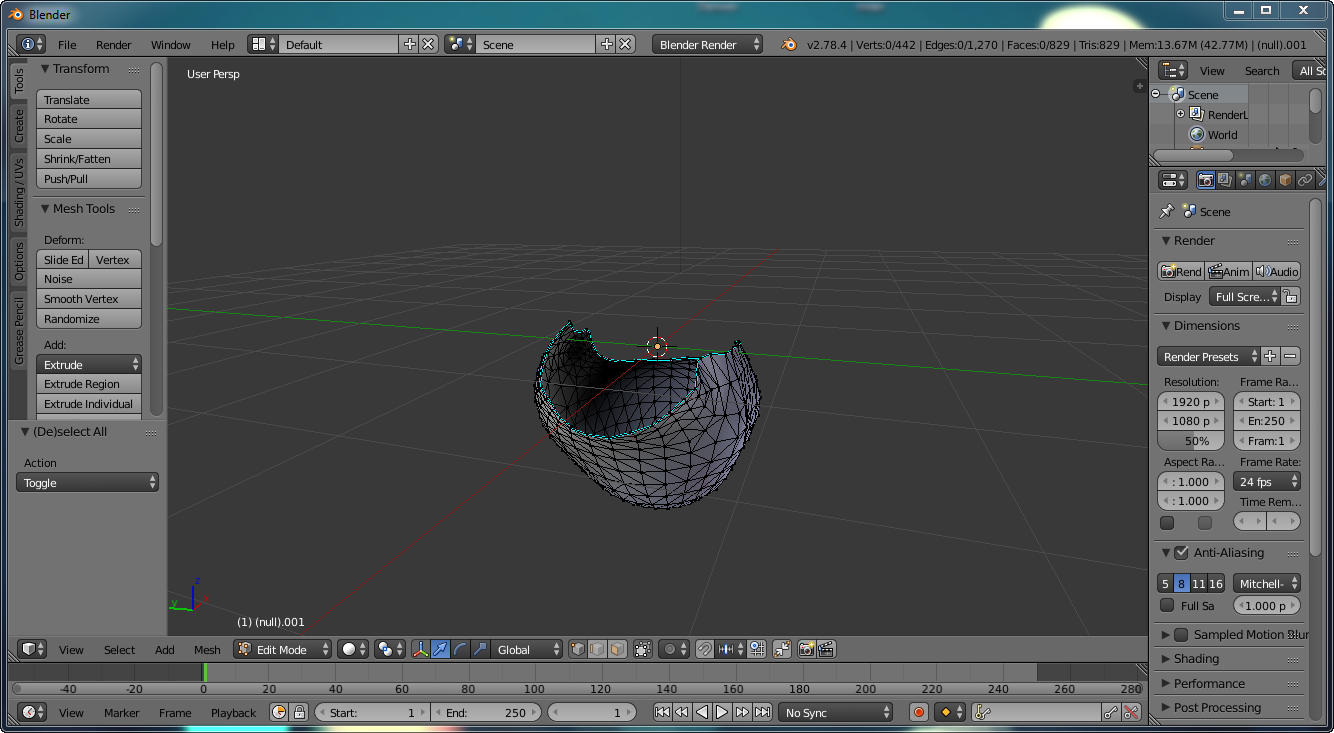 Blender
File Render Window Help Default Scene Blender Render v2.78.4 | Verts:0/442 | Edges:0/1,270 | Faces:0/829 | Tris:829 | Mem:13.67M (42.77M) | (null).001
Tools
Create
Shading / UVs
Options
Grease Pencil
Transform
Translate
Rotate
Scale
Shrink/Fatten
Push/Pull
Mesh Tools
Deform:
Slide Ed Vertex
Noise
Smooth Vertex
Randomize
Add:
Extrude
Extrude Region
Extrude Individual
(De)select All
Action
Toggle
User Persp
z
y
x
(1) (null).001
View Search All Sc
Scene
RenderL
World
Scene
Render
Rend Anim Audio
Display Full Scre...
Dimensions
Render Presets
Resolution: Frame Ra...
1920 p Start: 1
1080 p En:250
50% Fram:1
Aspect Ra... Frame Rate:
: 1.000 24 fps
: 1.000 Time Rem...
Anti-Aliasing
5 8 11 16 Mitchell-
Full Sa 1.000 p
Sampled Motion Blur
Shading
Performance
Post Processing
View Select Add Mesh Edit Mode Global
-40 -20 0 20 40 60 80 100 120 140 160 180 200 220 240 260 280
View Marker Frame Playback Start: 1 End: 250 1 No Sync